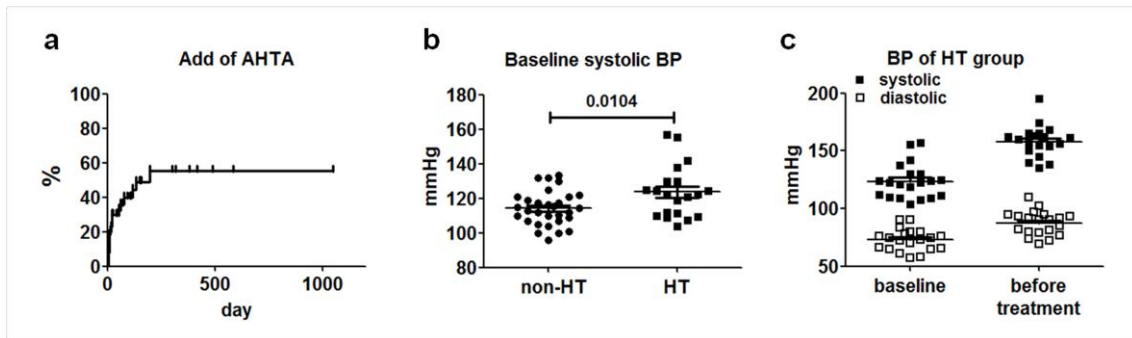 a
Add of AHTA
100
80
60
40
20
0
%
0
500
1000
day
b
Baseline systolic BP
0.0104
180
160
140
120
100
80
mmHg
non-HT
HT
c
BP of HT group
systolic
diastolic
200
150
100
50
mmHg
baseline
before
treatment